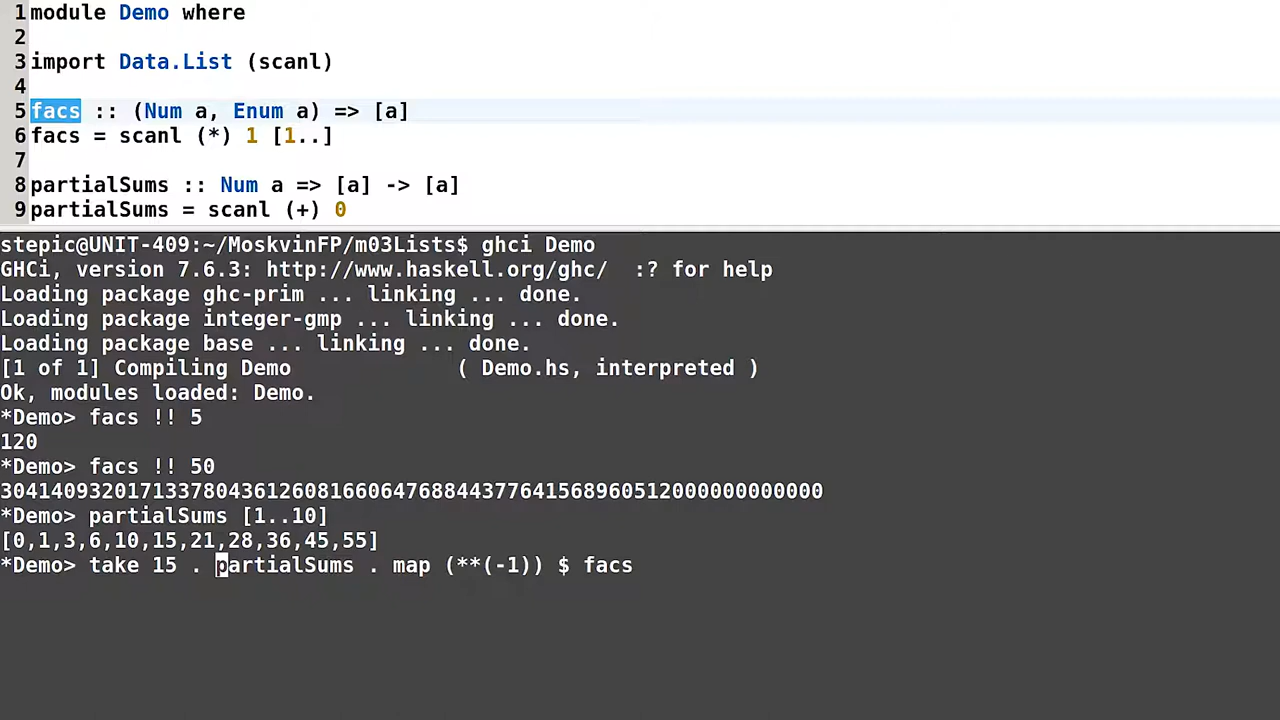 1 module Demo where
2
3 import Data.List (scanl)
4
5 facs :: (Num a, Enum a) => [a]
6 facs = scanl (*) 1 [1..]
7
8 partialSums :: Num a => [a] -> [a]
9 partialSums = scanl (+) 0
stepic@UNIT-409:~/MoskvinFP/m03Lists$ ghci Demo
GHCi, version 7.6.3: http://www.haskell.org/ghc/  :? for help
Loading package ghc-prim ... linking ... done.
Loading package integer-gmp ... linking ... done.
Loading package base ... linking ... done.
[1 of 1] Compiling Demo             ( Demo.hs, interpreted )
Ok, modules loaded: Demo.
*Demo> facs !! 5
120
*Demo> facs !! 50
30414093201713378043612608166064768844377641568960512000000000000
*Demo> partialSums [1..10]
[0,1,3,6,10,15,21,28,36,45,55]
*Demo> take 15 . partialSums . map (**(-1)) $ facs